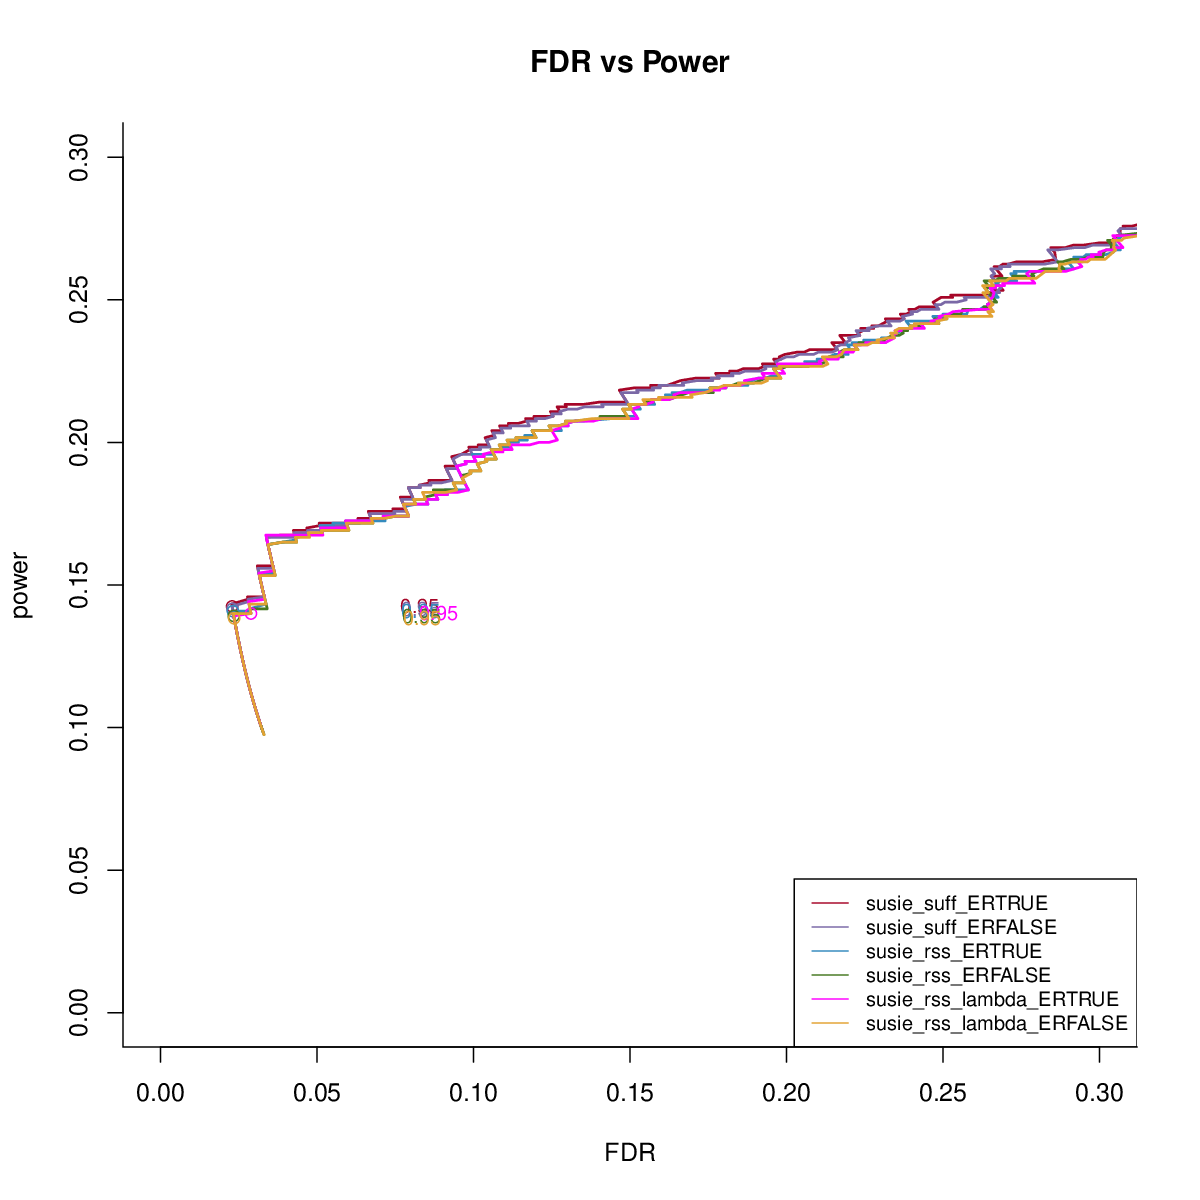 FDR vs Power
power
0.30
0.25
0.20
0.15
0.10
0.05
0.00
0.95
susie_suff_ERTRUE
susie_suff_ERFALSE
susie_rss_ERTRUE
susie_rss_ERFALSE
susie_rss_lambda_ERTRUE
susie_rss_lambda_ERFALSE
0.00 0.05 0.10 0.15 0.20 0.25 0.30
FDR